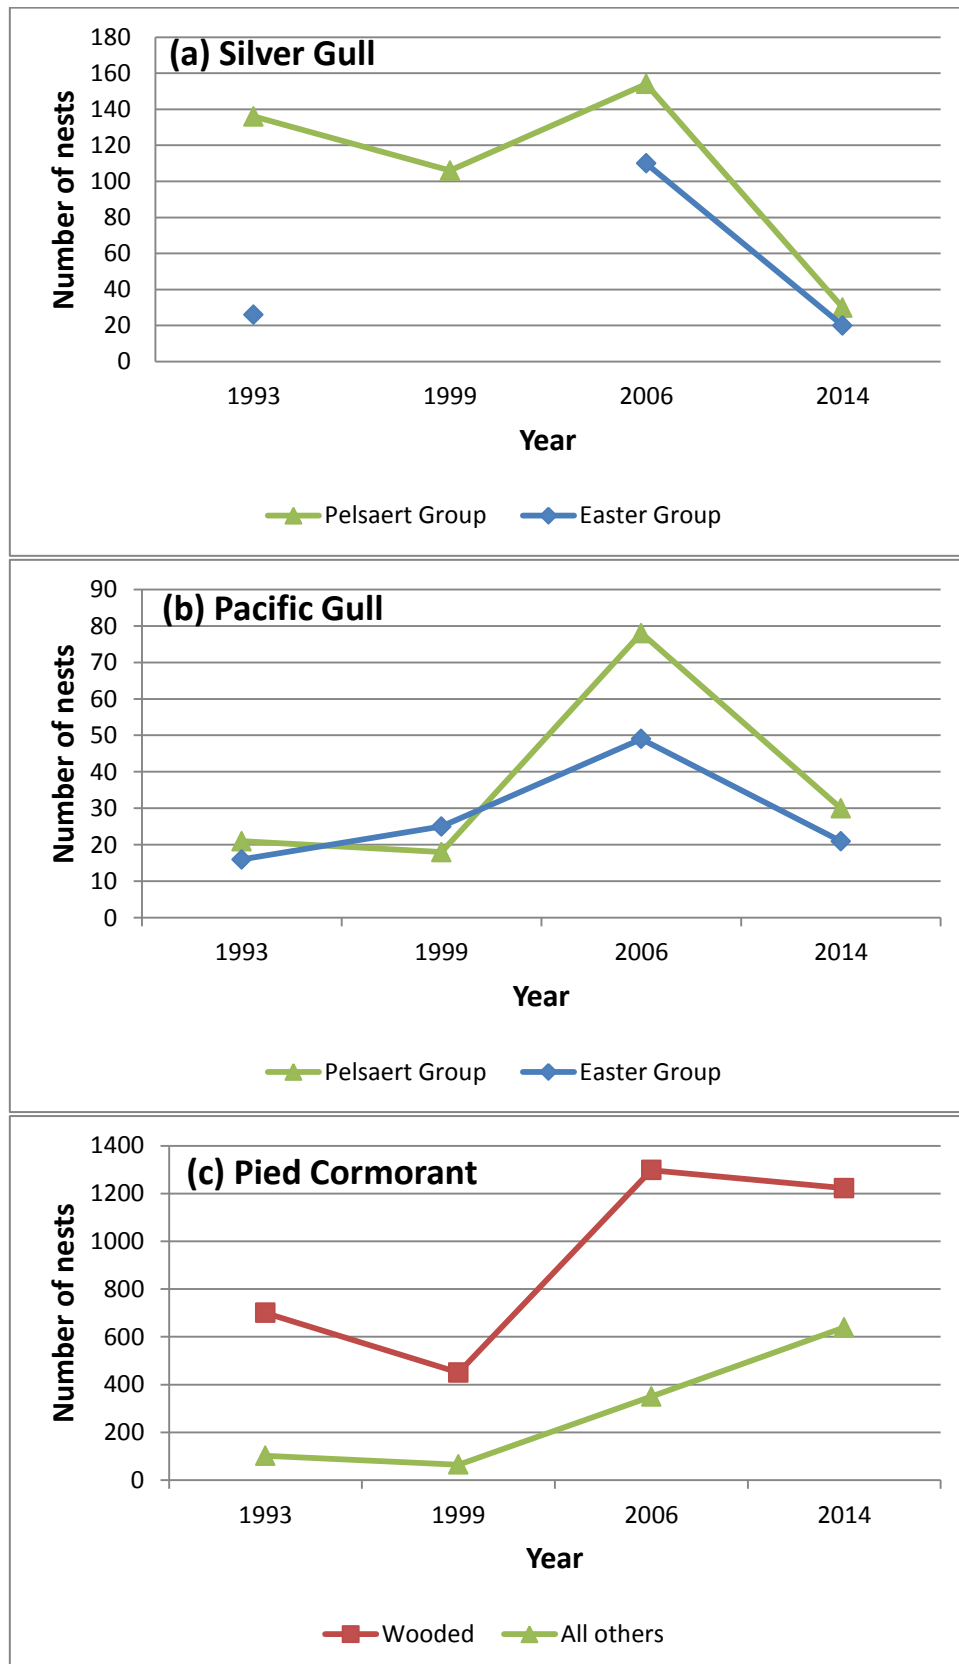 (a) Silver Gull
Number of nests
180
160
140
120
100
80
60
40
20
0
1993 1999 2006 2014
Year
Pelsaert Group Easter Group
(b) Pacific Gull
Number of nests
90
80
70
60
50
40
30
20
10
0
1993 1999 2006 2014
Year
Pelsaert Group Easter Group
(c) Pied Cormorant
Number of nests
1400
1200
1000
800
600
400
200
0
1993 1999 2006 2014
Year
Wooded All others